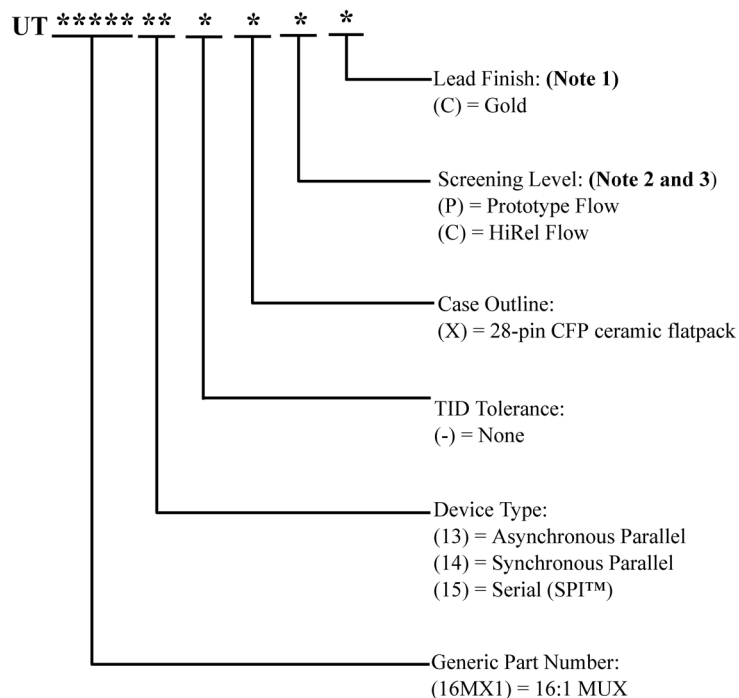 UT ***** ** * * * *
Lead Finish: (Note 1)
(C) = Gold
Screening Level: (Note 2 and 3)
(P) = Prototype Flow
(C) = HiRel Flow
Case Outline:
(X) = 28-pin CFP ceramic flatpack
TID Tolerance:
(-) = None
Device Type:
(13) = Asynchronous Parallel
(14) = Synchronous Parallel
(15) = Serial (SPI™)
Generic Part Number:
(16MX1) = 16:1 MUX